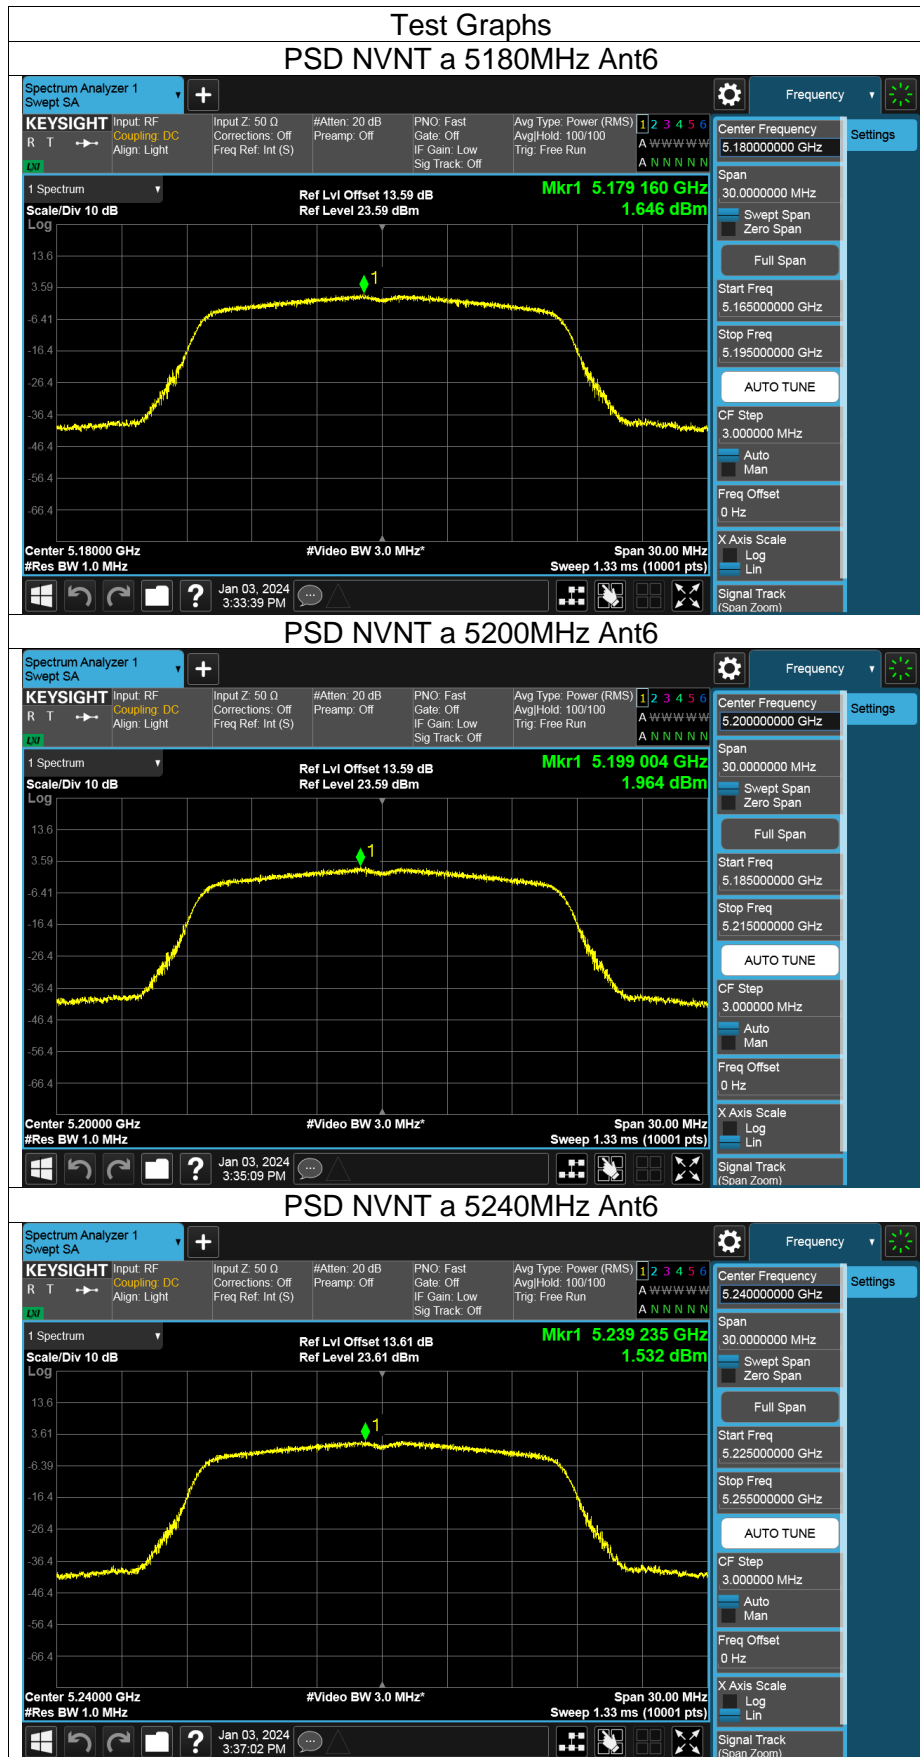 Test Graphs
PSD NVNT a 5180MHz Ant6
Spectrum Analyzer 1
Swept SA
Frequency
KEYSIGHT
R T
LXI
Input: RF
Coupling: DC
Align: Light
Input Z: 50 Ω
Corrections: Off
Freq Ref: Int (S)
#Atten: 20 dB
Preamp: Off
PNO: Fast
Gate: Off
IF Gain: Low
Sig Track: Off
Avg Type: Power (RMS)
Avg|Hold: 100/100
Trig: Free Run
1 2 3 4 5 6
A W W W W W
A N N N N N
1 Spectrum
Scale/Div 10 dB
Log
Ref Lvl Offset 13.59 dB
Ref Level 23.59 dBm
Mkr1 5.179 160 GHz
1.646 dBm
1
13.6
3.59
-6.41
-16.4
-26.4
-36.4
-46.4
-56.4
-66.4
Center 5.18000 GHz
#Res BW 1.0 MHz
#Video BW 3.0 MHz*
Span 30.00 MHz
Sweep 1.33 ms (10001 pts)
Jan 03, 2024
3:33:39 PM
Center Frequency
5.180000000 GHz
Settings
Span
30.0000000 MHz
Swept Span
Zero Span
Full Span
Start Freq
5.165000000 GHz
Stop Freq
5.195000000 GHz
AUTO TUNE
CF Step
3.000000 MHz
Auto
Man
Freq Offset
0 Hz
X Axis Scale
Log
Lin
Signal Track
(Span Zoom)
PSD NVNT a 5200MHz Ant6
Spectrum Analyzer 1
Swept SA
Frequency
KEYSIGHT
R T
LXI
Input: RF
Coupling: DC
Align: Light
Input Z: 50 Ω
Corrections: Off
Freq Ref: Int (S)
#Atten: 20 dB
Preamp: Off
PNO: Fast
Gate: Off
IF Gain: Low
Sig Track: Off
Avg Type: Power (RMS)
Avg|Hold: 100/100
Trig: Free Run
1 2 3 4 5 6
A W W W W W
A N N N N N
1 Spectrum
Scale/Div 10 dB
Log
Ref Lvl Offset 13.59 dB
Ref Level 23.59 dBm
Mkr1 5.199 004 GHz
1.964 dBm
1
13.6
3.59
-6.41
-16.4
-26.4
-36.4
-46.4
-56.4
-66.4
Center 5.20000 GHz
#Res BW 1.0 MHz
#Video BW 3.0 MHz*
Span 30.00 MHz
Sweep 1.33 ms (10001 pts)
Jan 03, 2024
3:35:09 PM
Center Frequency
5.200000000 GHz
Settings
Span
30.0000000 MHz
Swept Span
Zero Span
Full Span
Start Freq
5.185000000 GHz
Stop Freq
5.215000000 GHz
AUTO TUNE
CF Step
3.000000 MHz
Auto
Man
Freq Offset
0 Hz
X Axis Scale
Log
Lin
Signal Track
(Span Zoom)
PSD NVNT a 5240MHz Ant6
Spectrum Analyzer 1
Swept SA
Frequency
KEYSIGHT
R T
LXI
Input: RF
Coupling: DC
Align: Light
Input Z: 50 Ω
Corrections: Off
Freq Ref: Int (S)
#Atten: 20 dB
Preamp: Off
PNO: Fast
Gate: Off
IF Gain: Low
Sig Track: Off
Avg Type: Power (RMS)
Avg|Hold: 100/100
Trig: Free Run
1 2 3 4 5 6
A W W W W W
A N N N N N
1 Spectrum
Scale/Div 10 dB
Log
Ref Lvl Offset 13.61 dB
Ref Level 23.61 dBm
Mkr1 5.239 235 GHz
1.532 dBm
1
13.6
3.61
-6.39
-16.4
-26.4
-36.4
-46.4
-56.4
-66.4
Center 5.24000 GHz
#Res BW 1.0 MHz
#Video BW 3.0 MHz*
Span 30.00 MHz
Sweep 1.33 ms (10001 pts)
Jan 03, 2024
3:37:02 PM
Center Frequency
5.240000000 GHz
Settings
Span
30.0000000 MHz
Swept Span
Zero Span
Full Span
Start Freq
5.225000000 GHz
Stop Freq
5.255000000 GHz
AUTO TUNE
CF Step
3.000000 MHz
Auto
Man
Freq Offset
0 Hz
X Axis Scale
Log
Lin
Signal Track
(Span Zoom)